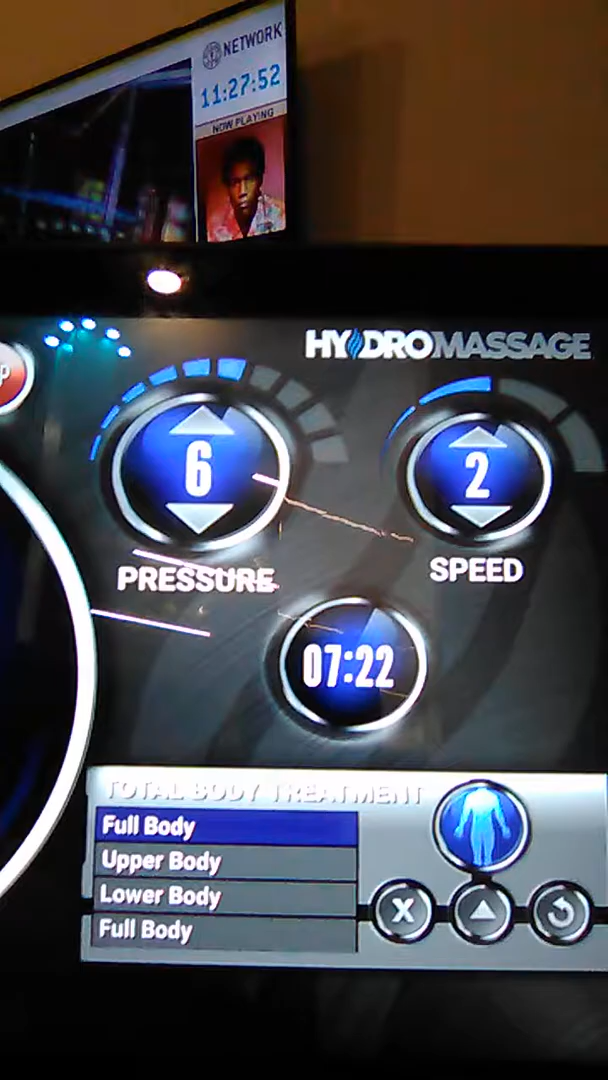 NETWORK
11:27:52
NOW PLAYING
P
HYDROMASSAGE
6
2
PRESSURE
SPEED
07:22
TOTAL BODY TREATMENT
Full Body
Upper Body
Lower Body
Full Body
X